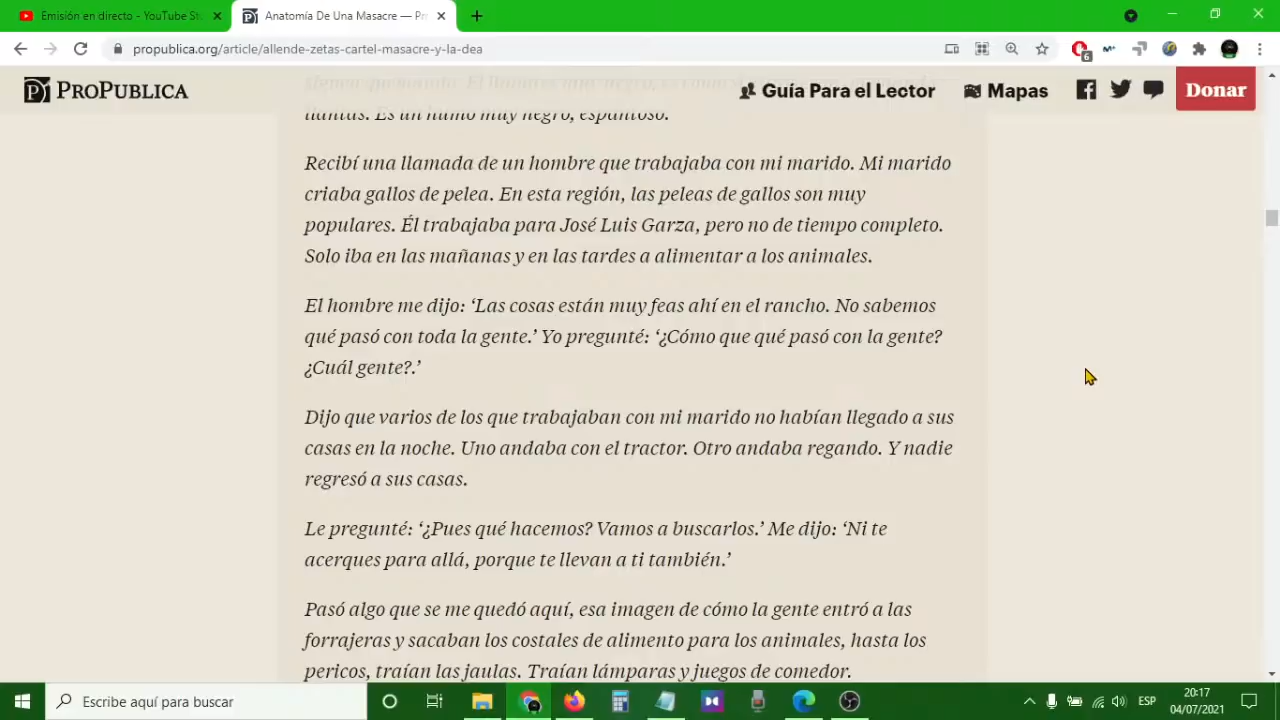 Emisión en directo - YouTube St
Anatomía De Una Masacre — Pr
propublica.org/article/allende-zetas-cartel-masacre-y-la-dea
6
PROPUBLICA
Guía Para el Lector
Mapas
Donar
llantas. Es un humo muy negro, espantoso.
Recibí una llamada de un hombre que trabajaba con mi marido. Mi marido
criaba gallos de pelea. En esta región, las peleas de gallos son muy
populares. Él trabajaba para José Luis Garza, pero no de tiempo completo.
Solo iba en las mañanas y en las tardes a alimentar a los animales.
El hombre me dijo: ‘Las cosas están muy feas ahí en el rancho. No sabemos
qué pasó con toda la gente.’ Yo pregunté: ‘¿Cómo que qué pasó con la gente?
¿Cuál gente?.’
Dijo que varios de los que trabajaban con mi marido no habían llegado a sus
casas en la noche. Uno andaba con el tractor. Otro andaba regando. Y nadie
regresó a sus casas.
Le pregunté: ‘¿Pues qué hacemos? Vamos a buscarlos.’ Me dijo: ‘Ni te
acerques para allá, porque te llevan a ti también.’
Pasó algo que se me quedó aquí, esa imagen de cómo la gente entró a las
forrajeras y sacaban los costales de alimento para los animales, hasta los
pericos, traían las jaulas. Traían lámparas y juegos de comedor.
Escribe aquí para buscar
ESP
20:17
04/07/2021